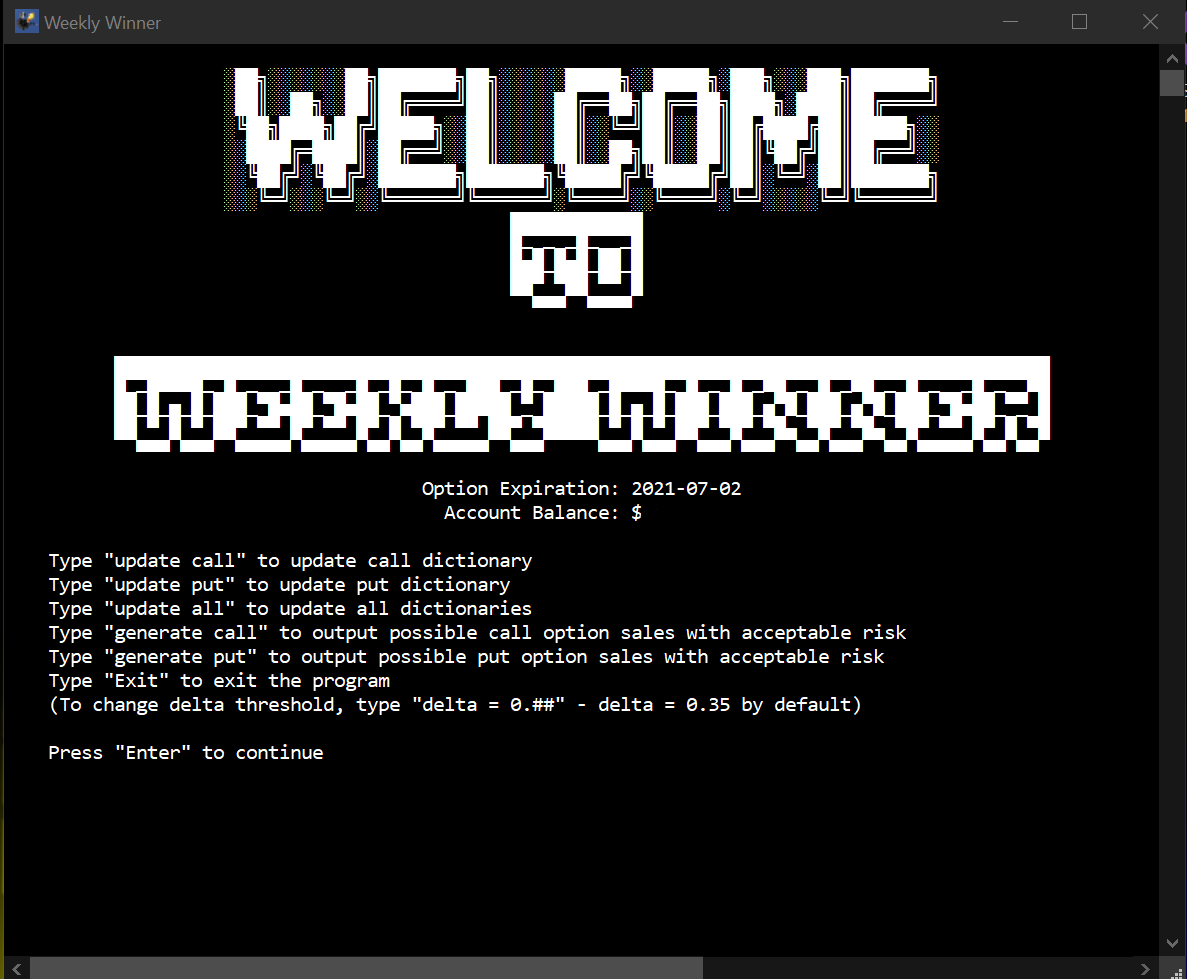 Weekly Winner
WELCOME
TO
WEEKLY WINNER
Option Expiration: 2021-07-02
Account Balance: $
Type "update call" to update call dictionary
Type "update put" to update put dictionary
Type "update all" to update all dictionaries
Type "generate call" to output possible call option sales with acceptable risk
Type "generate put" to output possible put option sales with acceptable risk
Type "Exit" to exit the program
(To change delta threshold, type "delta = 0.##" - delta = 0.35 by default)
Press "Enter" to continue